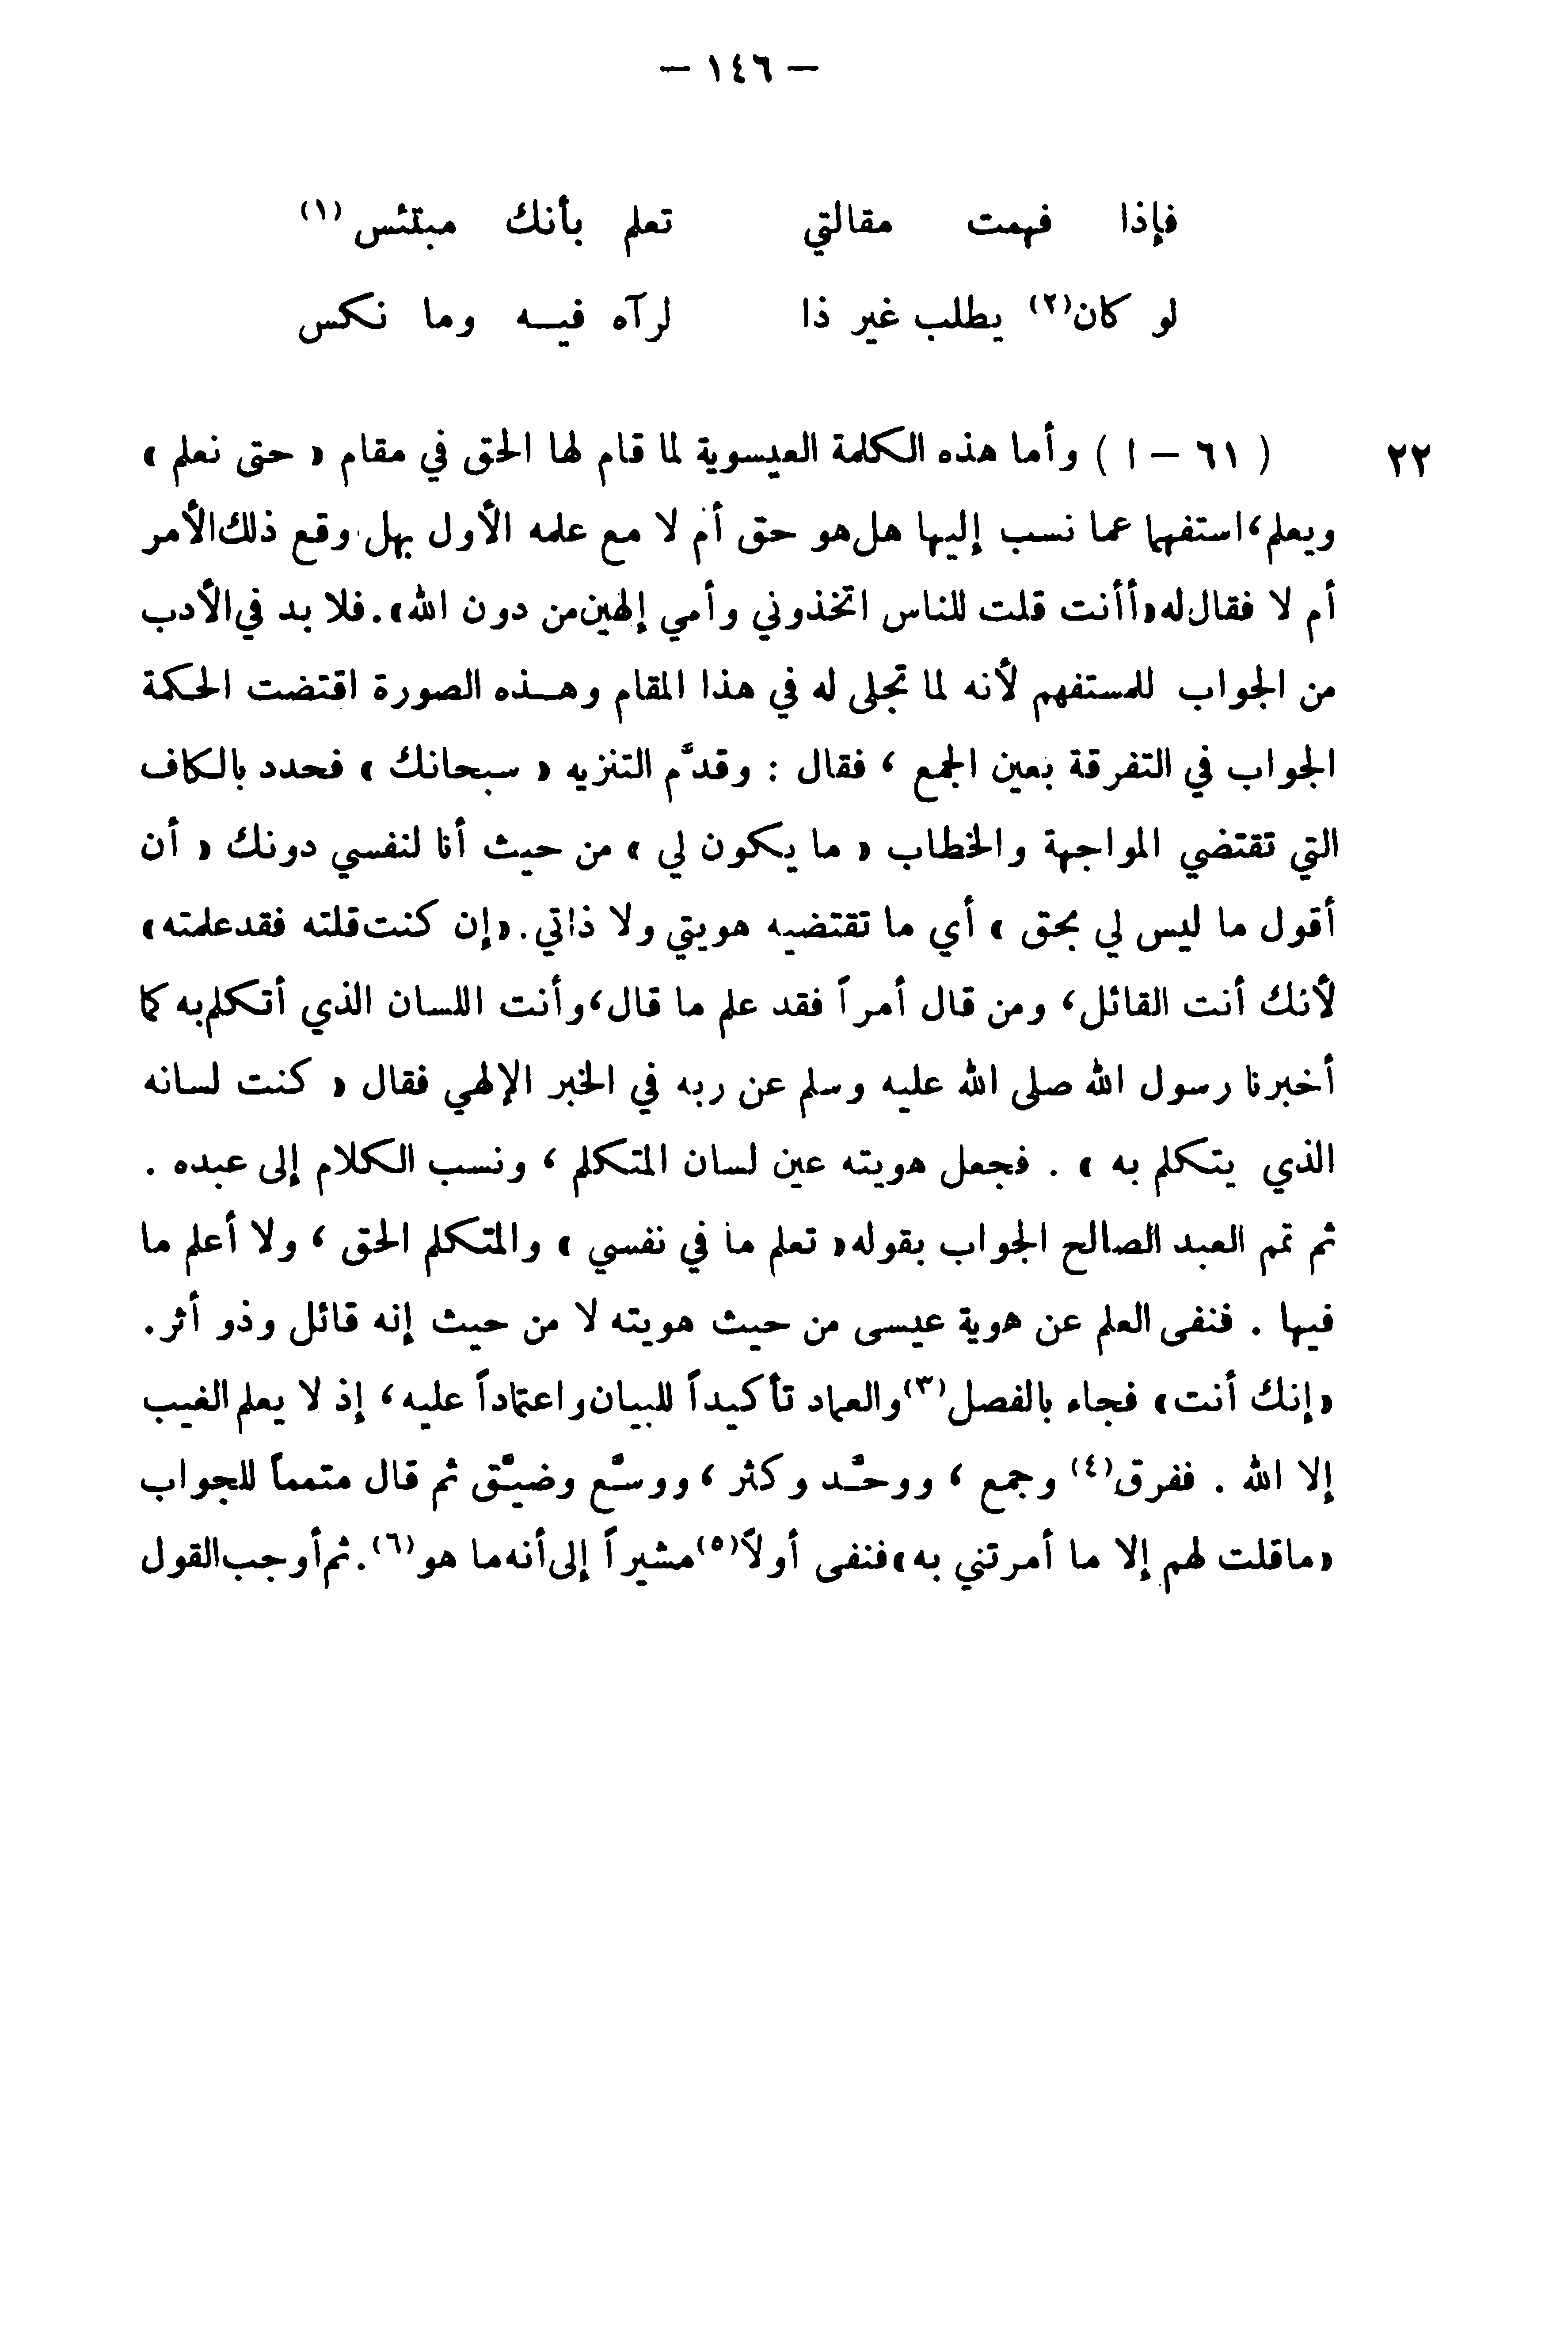 — ١٤٦ —
فإذا فهمت مقالتي تعلم بأنك مبتئس (١)
لو كان(٢) يطلب غير ذا لرآه فيـه وما نكس
٢٢ ( ٦١ — ا ) وأما هذه الكلمة العيسوية لما قام لها الحق في مقام « حتى نعلم »
ويعلم، استفهما عما نسب إليها هل هو حق أم لا مع علمه الأول بهل وقع ذلك الأمر
أم لا فقال له «أأنت قلت للناس اتخذوني وأمي إلهين من دون الله». فلا بد في الأدب
من الجواب للمستفهم لأنه لما تجلى له في هذا المقام وهـذه الصورة اقتضت الحكمة
الجواب في التفرقة بعين الجمع ، فقال : وقدَّم التنزيه « سبحانك » فحدد بالكاف
التي تقتضي المواجهة والخطاب « ما يكون لي » من حيث أنا لنفسي دونك « أن
أقول ما ليس لي بحق » أي ما تقتضيه هويتي ولا ذاتي. «إن كنت قلته فقد علمته»
لأنك أنت القائل، ومن قال أمراً فقد علم ما قال، وأنت اللسان الذي أتكلم به كما
أخبرنا رسول الله صلى الله عليه وسلم عن ربه في الخبر الإلهي فقال « كنت لسانه
الذي يتكلم به » . فجعل هويته عين لسان المتكلم ، ونسب الكلام إلى عبده .
ثم تمم العبد الصالح الجواب بقوله « تعلم ما في نفسي » والمتكلم الحق ، ولا أعلم ما
فيها . فنفى العلم عن هوية عيسى من حيث هويته لا من حيث إنه قائل وذو أثر.
«إنك أنت» فجاء بالفصل(٣) والعماد تأكيداً للبيان واعتماداً عليه، إذ لا يعلم الغيب
إلا الله . ففرق(٤) وجمع ، ووحَّد وكثر ، ووسَّع وضيَّق ثم قال متمماً للجواب
«ما قلت لهم إلا ما أمرتني به» فنفى أولاً(٥) مشيراً إلى أنه ما هو(٦). ثم أوجب القول